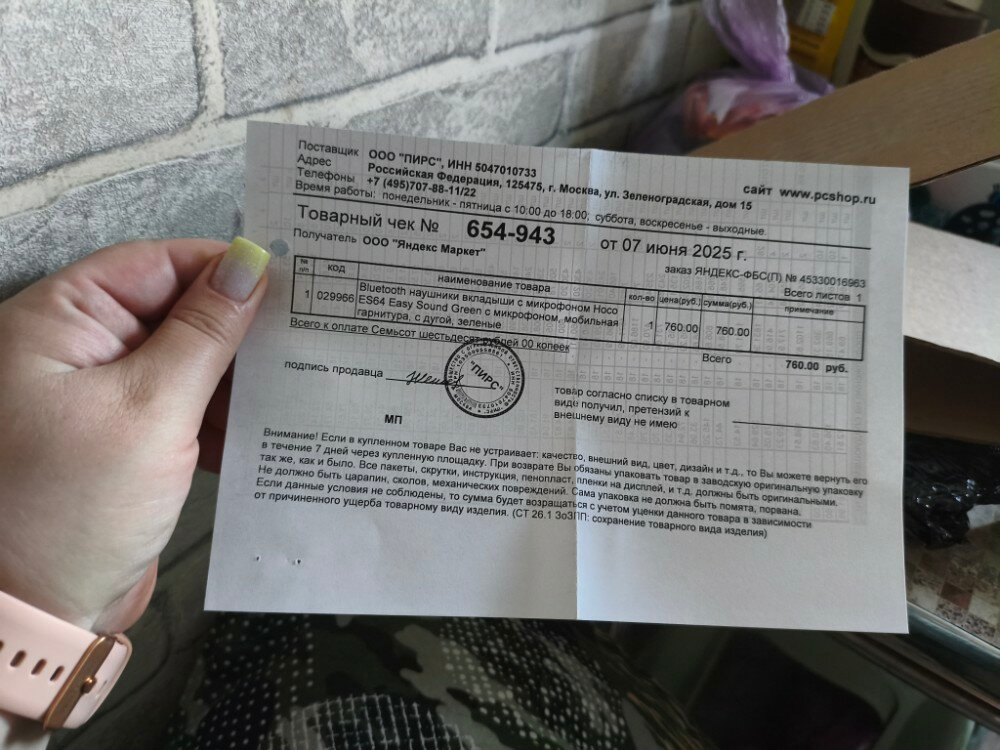 Поставщик ООО "ПИРС", ИНН 5047010733
Адрес Российская Федерация, 125475, г. Москва, ул. Зеленоградская, дом 15
Телефоны +7 (495)707-88-11/22 сайт www.pcshop.ru
Время работы: понедельник - пятница с 10:00 до 18:00, суббота, воскресенье - выходные.
Товарный чек № 654-943 от 07 июня 2025 г.
Получатель ООО "Яндекс Маркет" заказ ЯНДЕКС-ФБС(П) № 45330016963
Всего листов 1
№ п/п код наименование товара кол-во цена(руб.) сумма(руб.) примечание
1 029966 Bluetooth наушники вкладыши с микрофоном Hoco 1 760.00 760.00
ES64 Easy Sound Green с микрофоном, мобильная
гарнитура, с дугой, зеленые
Всего 760.00 руб.
Всего к оплате Семьсот шестьдесят рублей 00 копеек
подпись продавца
"ПИРС"
МП
товар согласно списку в товарном
виде получил, претензий к
внешнему виду не имею
Внимание! Если в купленном товаре Вас не устраивает: качество, внешний вид, цвет, дизайн и т.д., то Вы можете вернуть его
в течение 7 дней через купленную площадку. При возврате Вы обязаны упаковать товар в заводскую оригинальную упаковку
так же, как и было. Все пакеты, скрутки, инструкция, пенопласт, пленки на дисплей, и т.д. должны быть оригинальными.
Не должно быть царапин, сколов, механических повреждений. Сама упаковка не должна быть помята, порвана.
Если данные условия не соблюдены, то сумма будет возращаться с учетом уценки данного товара в зависимости
от причиненного ущерба товарному виду изделия. (СТ 26.1 ЗоЗПП: сохранение товарного вида изделия)